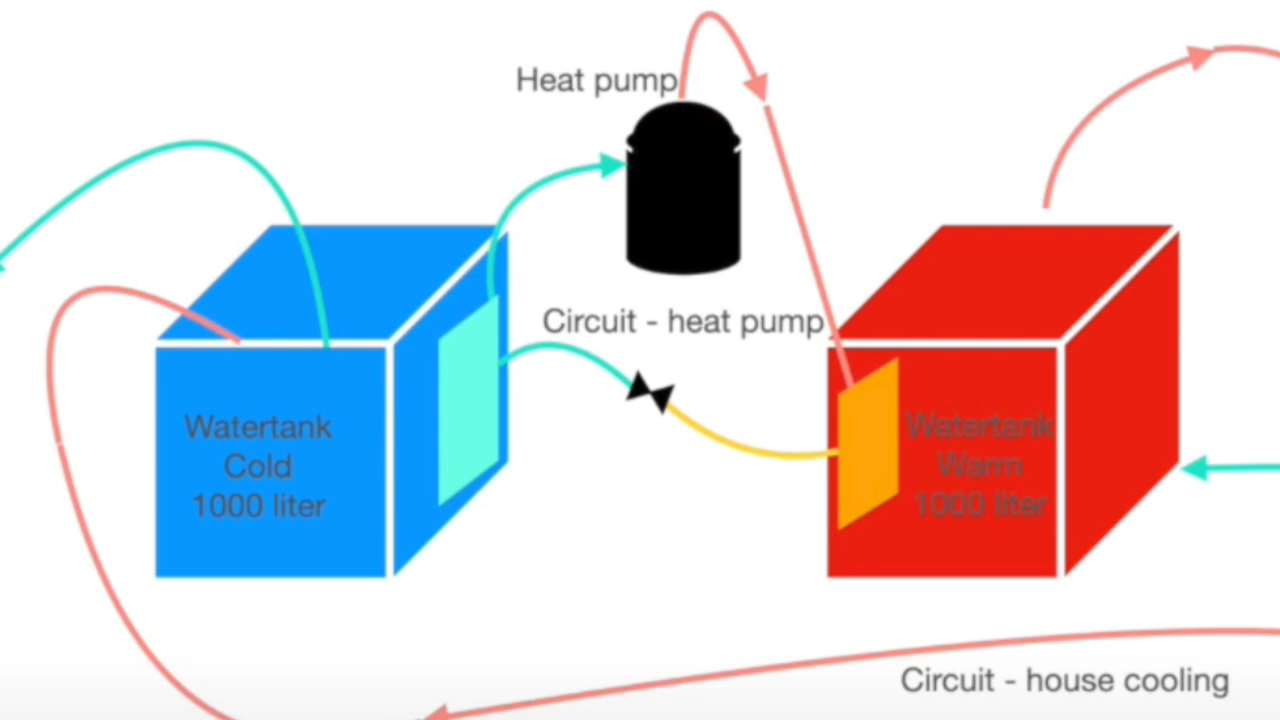 Heat pump
Circuit - heat pump
Watertank
Cold
1000 liter
Watertank
Warm
1000 liter
Circuit - house cooling